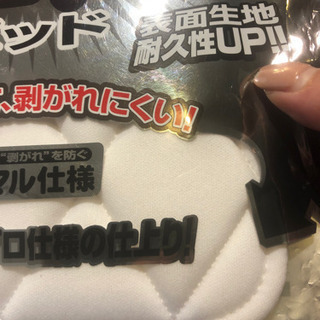 ッド
表面生地
耐久性UP!!
、剥がれにくい!!
"剥がれ"を防ぐ
マル仕様
プロ仕様の仕上り!